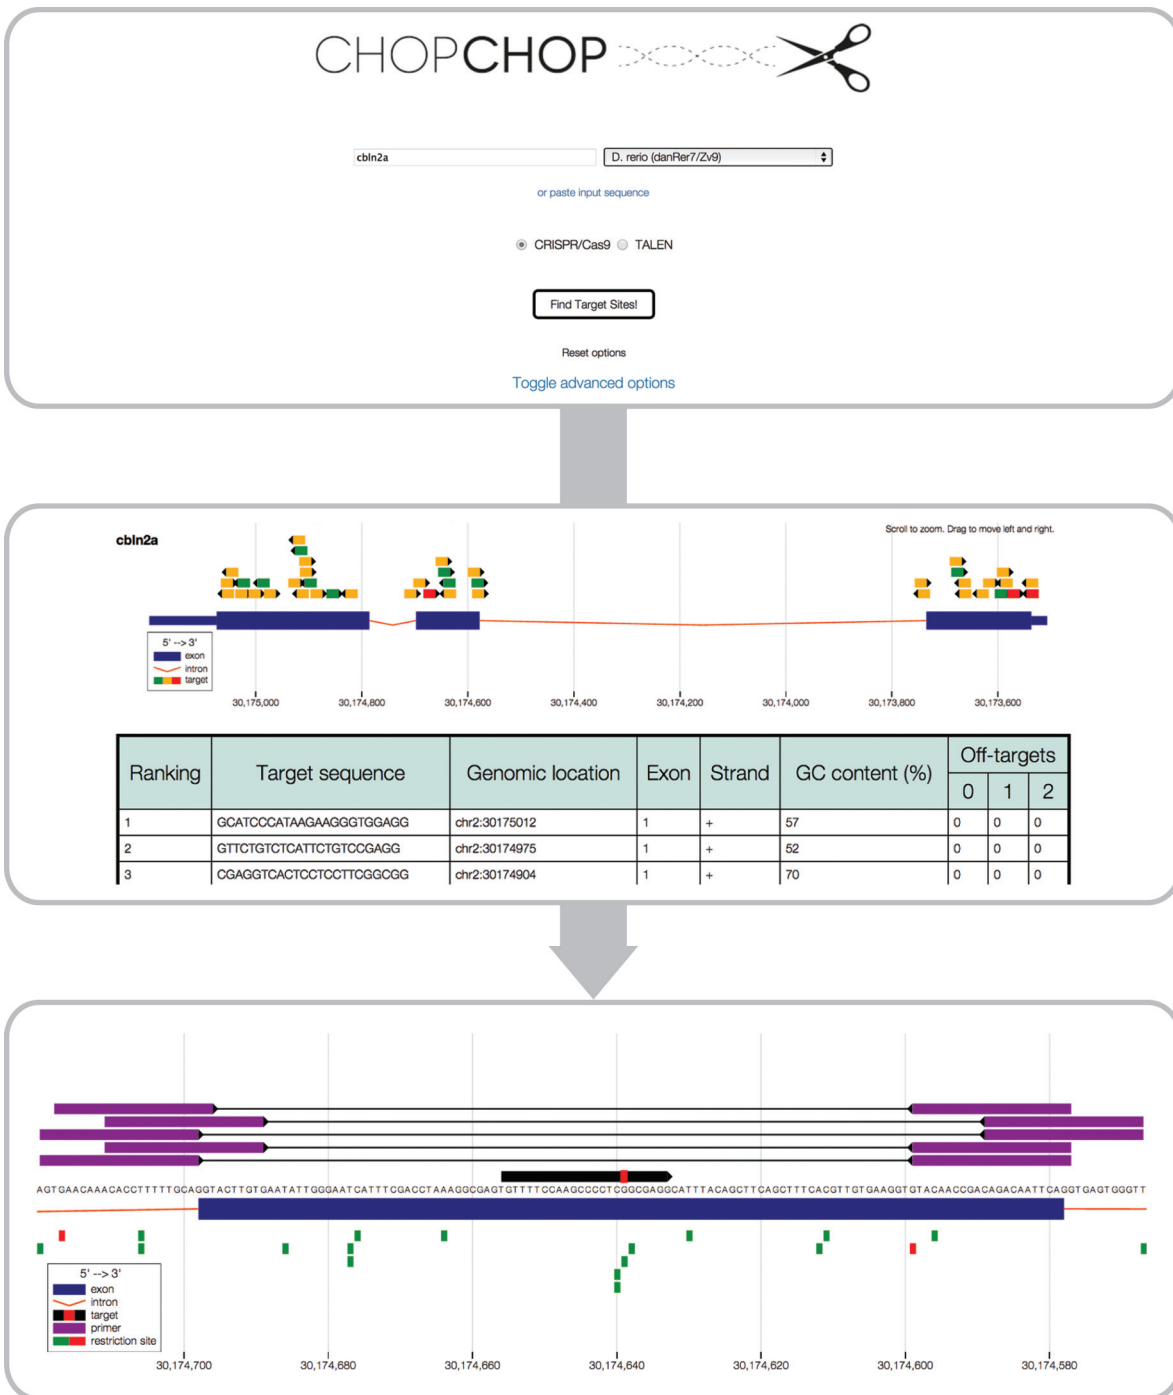 CHOPCHOP
cbln2a D. rerio (danRer7/Zv9)
or paste input sequence
CRISPR/Cas9 TALEN
Find Target Sites!
Reset options
Toggle advanced options
cbln2a Scroll to zoom. Drag to move left and right.
5' --> 3'
exon
intron
target
30,175,000 30,174,800 30,174,600 30,174,400 30,174,200 30,174,000 30,173,800 30,173,600
Ranking Target sequence Genomic location Exon Strand GC content (%) Off-targets
0 1 2
1 GCATCCCATAAGAAGGGTGGAGG chr2:30175012 1 + 57 0 0 0
2 GTTCTGTCTCATTCTGTCCGAGG chr2:30174975 1 + 52 0 0 0
3 CGAGGTCACTCCTCCTTCGGCGG chr2:30174904 1 + 70 0 0 0
AGTGAACAAACACCTTTTTGCAGGTACTTGTGAATATTGGGAATCATTTCGACCTAAAGGCGAGTGTTTTCCAAGCCCCTCGGCGAGGCATTTACAGCTTCAGCTTTCACGTTGTGAAGGTGTACAACCGACAGACAATTCAGGTGAGTGGGTT
5' --> 3'
exon
intron
target
primer
restriction site
30,174,700 30,174,680 30,174,660 30,174,640 30,174,620 30,174,600 30,174,580